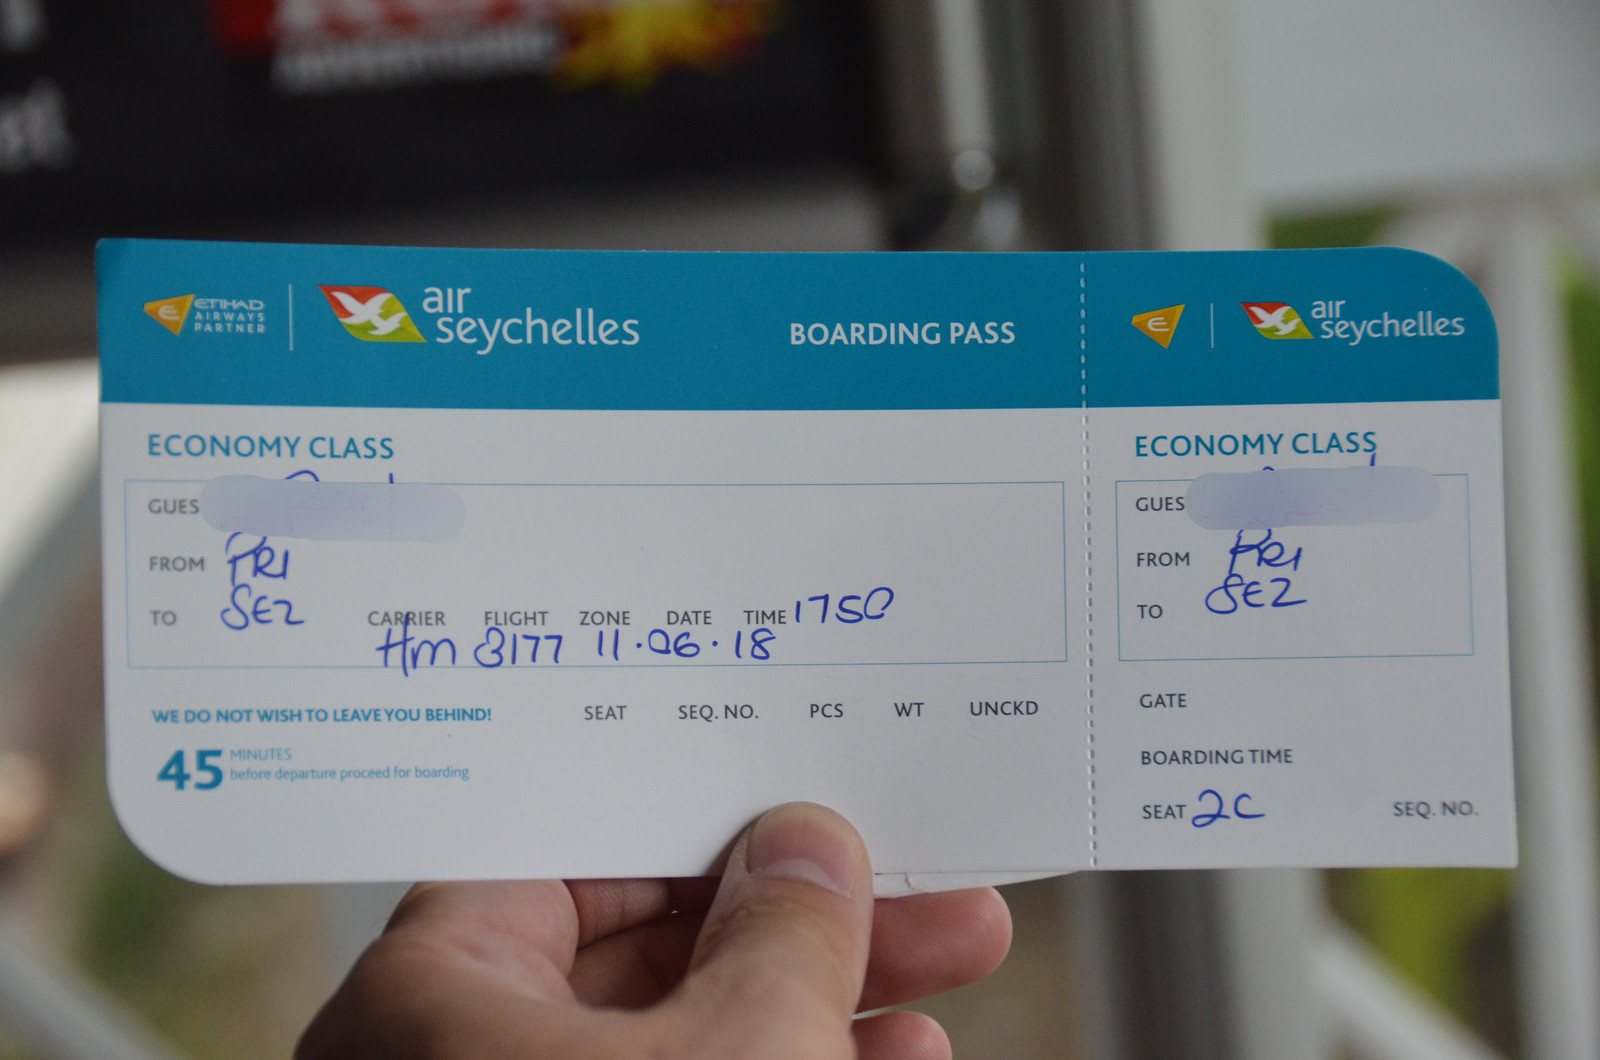 ETIHAD
AIRWAYS
PARTNER
air
seychelles
BOARDING PASS
ECONOMY CLASS
GUES
FROM PRI
TO SEZ
CARRIER FLIGHT ZONE DATE TIME 1750
HM 3177 11.06.18
WE DO NOT WISH TO LEAVE YOU BEHIND!
SEAT SEQ. NO. PCS WT UNCKD
45 MINUTES
before departure proceed for boarding
air
seychelles
ECONOMY CLASS
GUES
FROM PRI
TO SEZ
GATE
BOARDING TIME
SEAT 2C SEQ. NO.